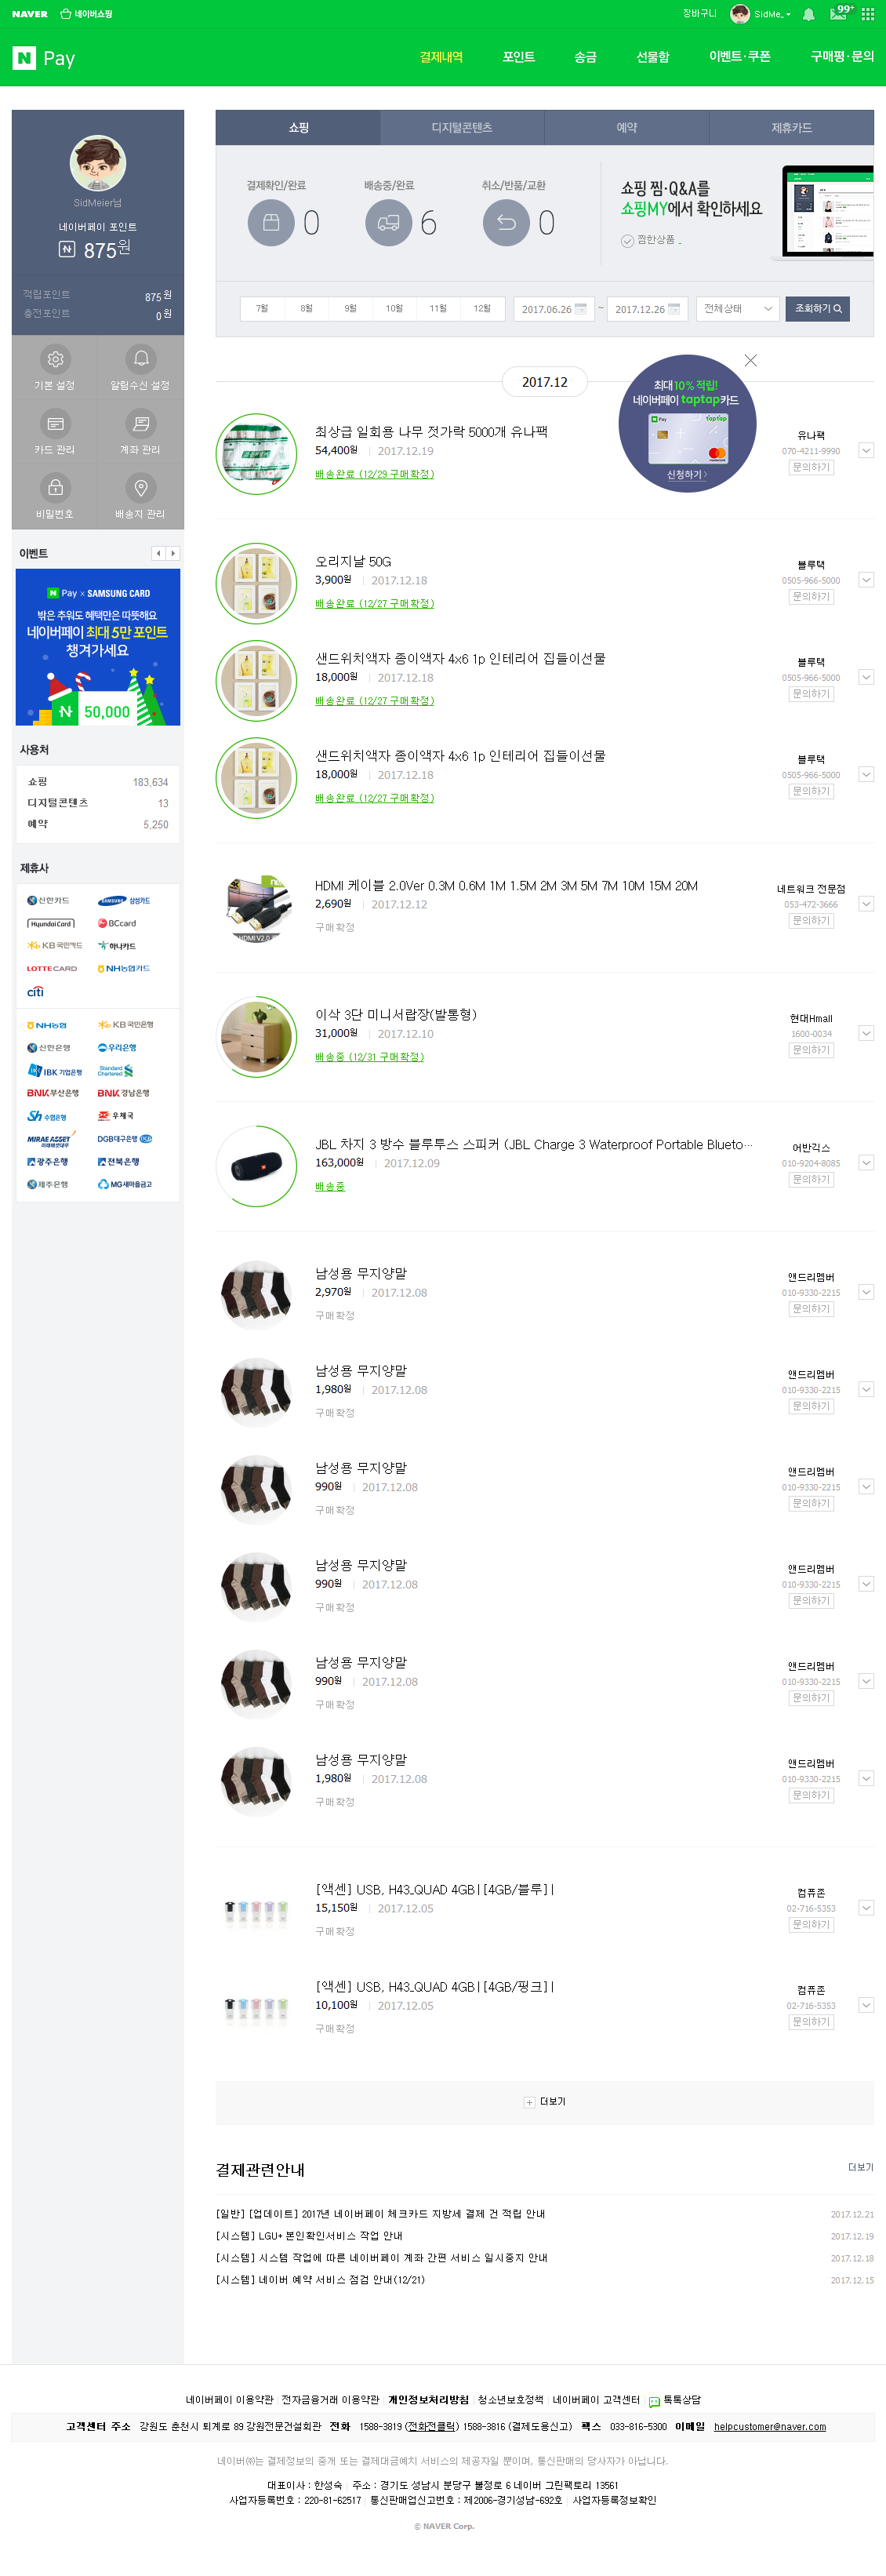 NAVER 네이버쇼핑
장바구니 SidMe.. 99+
N Pay
결제내역 포인트 송금 선물함 이벤트·쿠폰 구매평·문의
SidMeier님
네이버페이 포인트
875원
적립포인트 875원
충전포인트 0원
기본 설정 알림수신 설정
카드 관리 계좌 관리
비밀번호 배송지 관리
이벤트
N Pay × SAMSUNG CARD
밖은 추워도 혜택만은 따뜻해요!
네이버페이 최대 5만 포인트
챙겨가세요
50,000
사용처
쇼핑 183,634
디지털콘텐츠 13
예약 5,250
제휴사
신한카드 SAMSUNG 삼성카드
HyundaiCard BCcard
KB국민카드 하나카드
LOTTECARD NH농협카드
citi
NH농협 KB국민은행
신한은행 우리은행
IBK기업은행 Standard Chartered
BNK부산은행 BNK경남은행
Sh수협은행 우체국
MIRAE ASSET 미래에셋대우 DGB대구은행
광주은행 전북은행
제주은행 MG새마을금고
쇼핑 디지털콘텐츠 예약 제휴카드
결제확인/완료 배송중/완료 취소/반품/교환
0 6 0
쇼핑 찜·Q&A를
쇼핑MY에서 확인하세요
찜한상품
7월 8월 9월 10월 11월 12월 2017.06.26 ~ 2017.12.26 전체상태 조회하기
2017.12
최대 10% 적립!
네이버페이 taptap카드
Pay taptap
신청하기
최상급 일회용 나무 젓가락 5000개 유나팩
54,400원 2017.12.19
배송완료 (12/29 구매확정)
유나팩
070-4211-9990
문의하기
오리지날 50G
3,900원 2017.12.18
배송완료 (12/27 구매확정)
블루택
0505-966-5000
문의하기
샌드위치액자 종이액자 4x6 1p 인테리어 집들이선물
18,000원 2017.12.18
배송완료 (12/27 구매확정)
블루택
0505-966-5000
문의하기
샌드위치액자 종이액자 4x6 1p 인테리어 집들이선물
18,000원 2017.12.18
배송완료 (12/27 구매확정)
블루택
0505-966-5000
문의하기
HDMI V2.0
HDMI 케이블 2.0Ver 0.3M 0.6M 1M 1.5M 2M 3M 5M 7M 10M 15M 20M
2,690원 2017.12.12
구매확정
네트워크 전문점
053-472-3666
문의하기
이삭 3단 미니서랍장(발통형)
31,000원 2017.12.10
배송중 (12/31 구매확정)
현대Hmall
1600-0034
문의하기
JBL 차지 3 방수 블루투스 스피커 (JBL Charge 3 Waterproof Portable Blueto...
163,000원 2017.12.09
배송중
어반긱스
010-9204-8085
문의하기
남성용 무지양말
2,970원 2017.12.08
구매확정
앤드리멤버
010-9330-2215
문의하기
남성용 무지양말
1,980원 2017.12.08
구매확정
앤드리멤버
010-9330-2215
문의하기
남성용 무지양말
990원 2017.12.08
구매확정
앤드리멤버
010-9330-2215
문의하기
남성용 무지양말
990원 2017.12.08
구매확정
앤드리멤버
010-9330-2215
문의하기
남성용 무지양말
990원 2017.12.08
구매확정
앤드리멤버
010-9330-2215
문의하기
남성용 무지양말
1,980원 2017.12.08
구매확정
앤드리멤버
010-9330-2215
문의하기
[액센] USB, H43_QUAD 4GB|[4GB/블루]|
15,150원 2017.12.05
구매확정
컴퓨존
02-716-5353
문의하기
[액센] USB, H43_QUAD 4GB|[4GB/핑크]|
10,100원 2017.12.05
구매확정
컴퓨존
02-716-5353
문의하기
더보기
결제관련안내 더보기
[일반] [업데이트] 2017년 네이버페이 체크카드 지방세 결제 건 적립 안내 2017.12.21
[시스템] LGU+ 본인확인서비스 작업 안내 2017.12.19
[시스템] 시스템 작업에 따른 네이버페이 계좌 간편 서비스 일시중지 안내 2017.12.18
[시스템] 네이버 예약 서비스 점검 안내(12/21) 2017.12.15
네이버페이 이용약관 전자금융거래 이용약관 개인정보처리방침 청소년보호정책 네이버페이 고객센터 톡톡상담
고객센터 주소 강원도 춘천시 퇴계로 89 강원전문건설회관 전화 1588-3819 (전화전클릭) 1588-3816 (결제도용신고) 팩스 033-816-5300 이메일 helpcustomer@naver.com
네이버㈜는 결제정보의 중개 또는 결제대금예치 서비스의 제공자일 뿐이며, 통신판매의 당사자가 아닙니다.
대표이사 : 한성숙 주소 : 경기도 성남시 분당구 불정로 6 네이버 그린팩토리 13561
사업자등록번호 : 220-81-62517 통신판매업신고번호 : 제2006-경기성남-692호 사업자등록정보확인
© NAVER Corp.